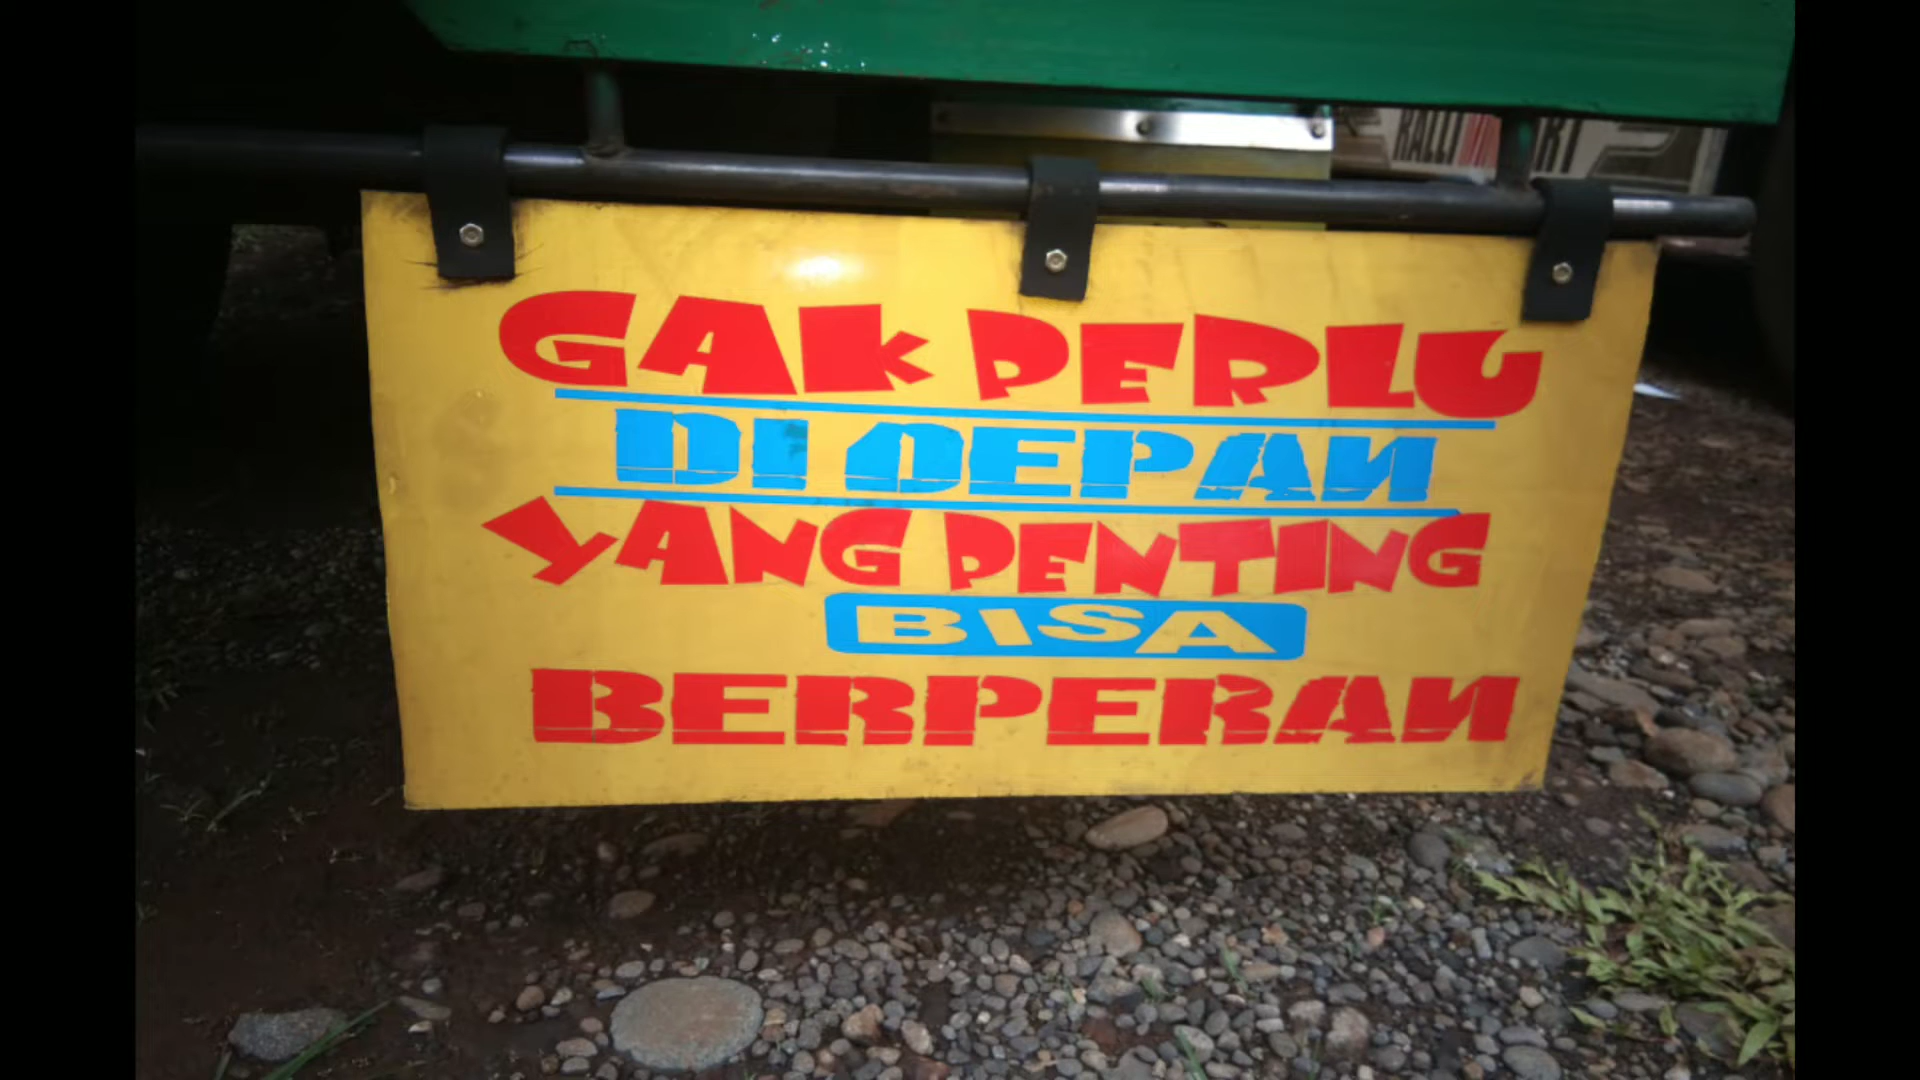 GAK PERLU
DI DEPAN
YANG PENTING
BISA
BERPERAN